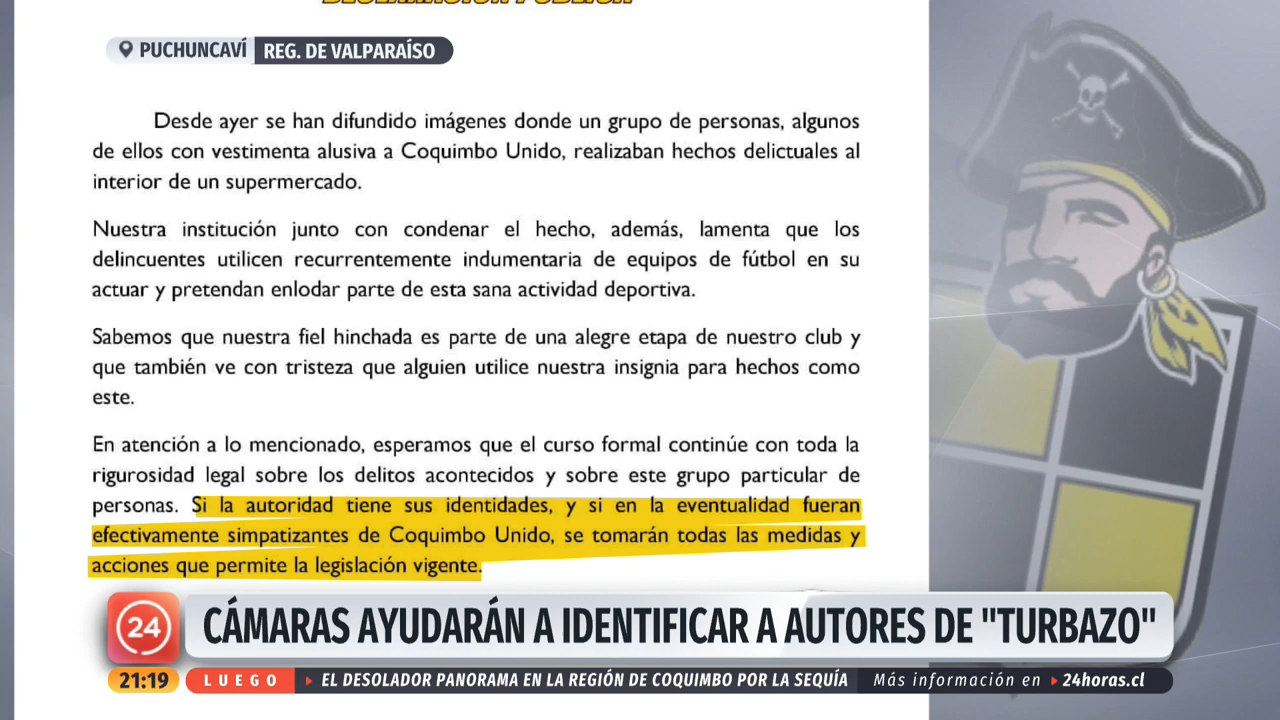 DECLARACIÓN PÚBLICA
PUCHUNCAVÍ REG. DE VALPARAÍSO
Desde ayer se han difundido imágenes donde un grupo de personas, algunos
de ellos con vestimenta alusiva a Coquimbo Unido, realizaban hechos delictuales al
interior de un supermercado.
Nuestra institución junto con condenar el hecho, además, lamenta que los
delincuentes utilicen recurrentemente indumentaria de equipos de fútbol en su
actuar y pretendan enlodar parte de esta sana actividad deportiva.
Sabemos que nuestra fiel hinchada es parte de una alegre etapa de nuestro club y
que también ve con tristeza que alguien utilice nuestra insignia para hechos como
este.
En atención a lo mencionado, esperamos que el curso formal continúe con toda la
rigurosidad legal sobre los delitos acontecidos y sobre este grupo particular de
personas. Si la autoridad tiene sus identidades, y si en la eventualidad fueran
efectivamente simpatizantes de Coquimbo Unido, se tomarán todas las medidas y
acciones que permite la legislación vigente.
24 CÁMARAS AYUDARÁN A IDENTIFICAR A AUTORES DE "TURBAZO"
21:19 LUEGO EL DESOLADOR PANORAMA EN LA REGIÓN DE COQUIMBO POR LA SEQUÍA Más información en 24horas.cl